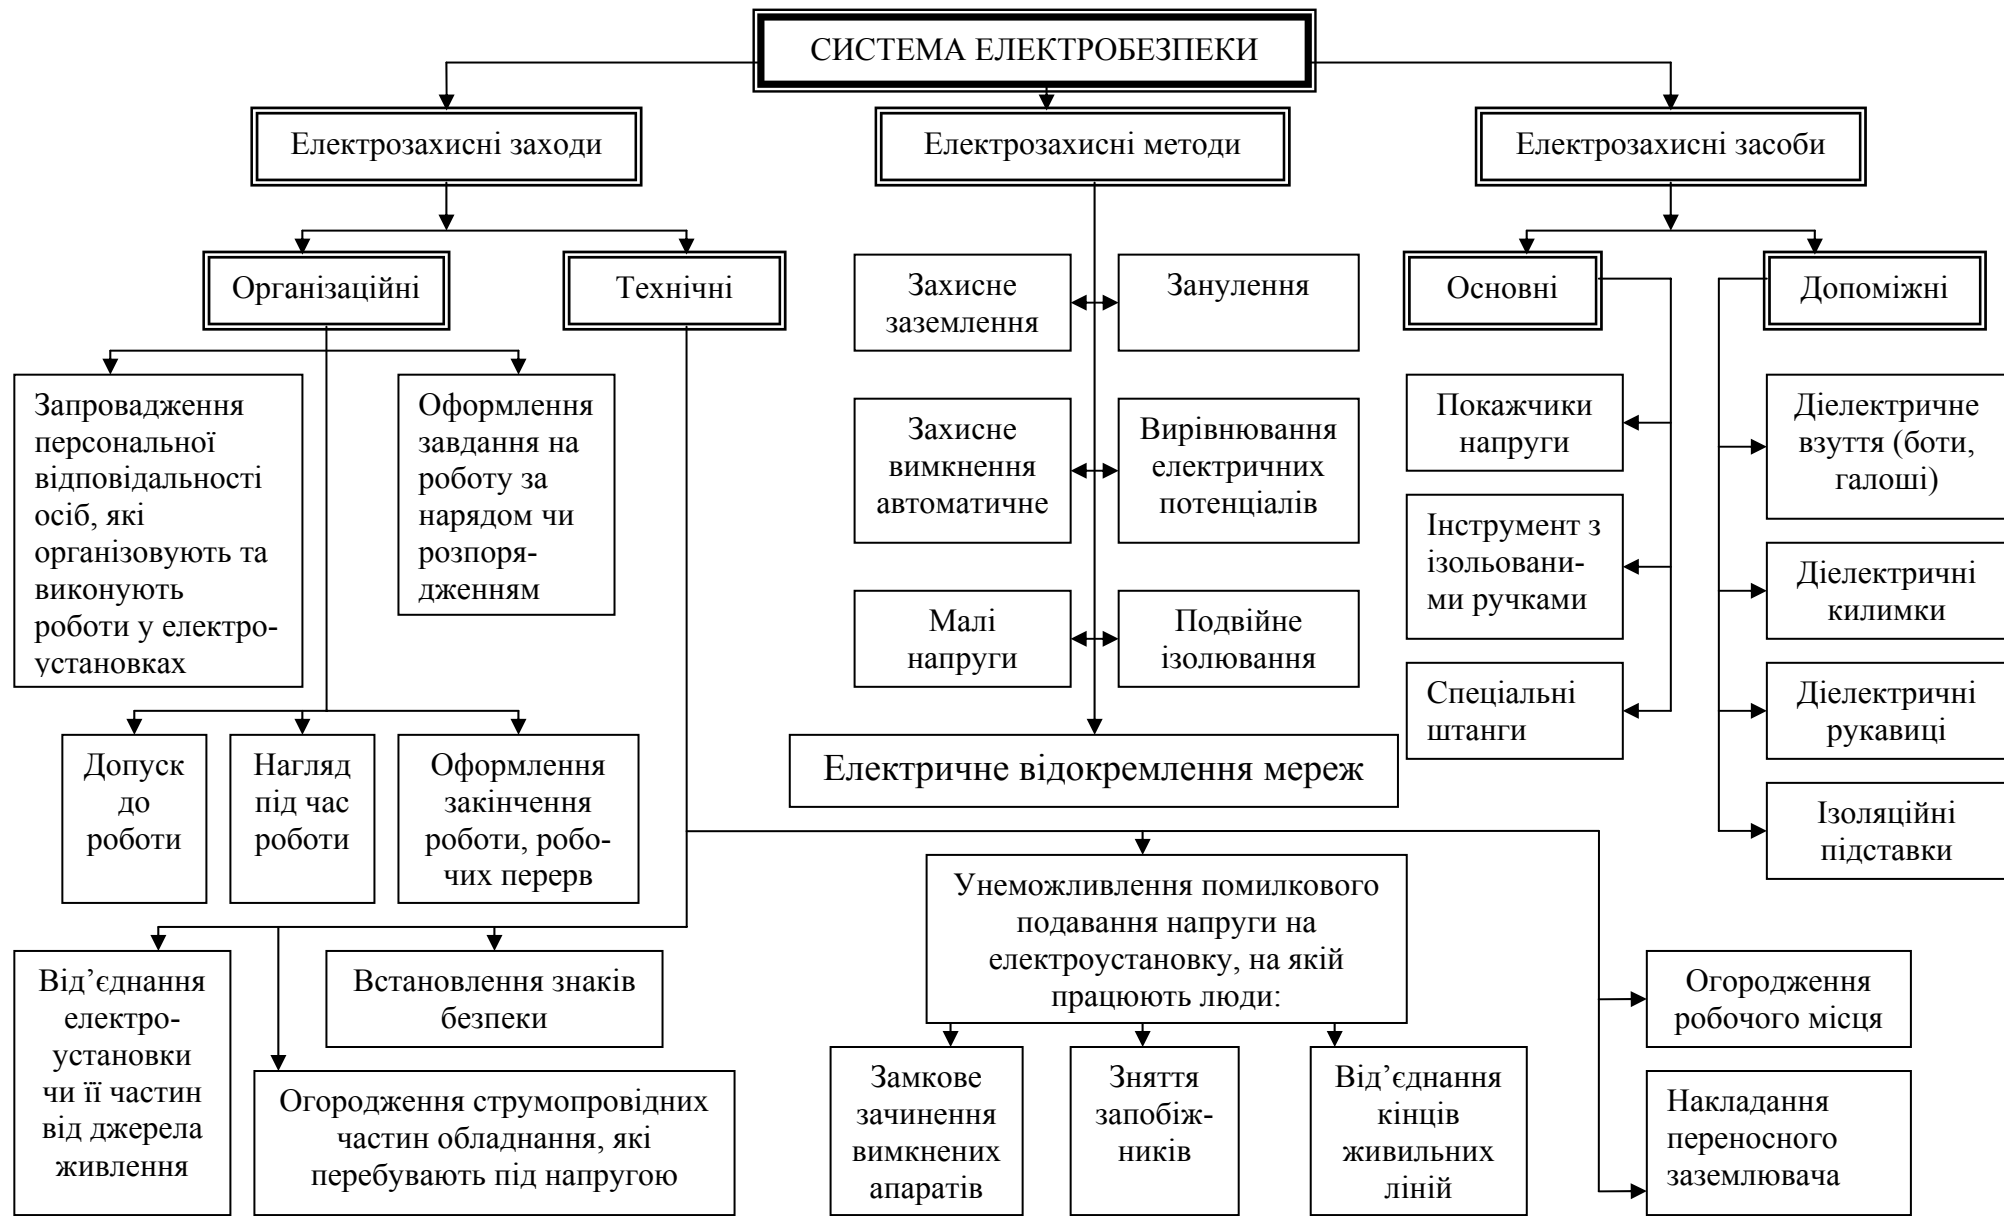 СИСТЕМА ЕЛЕКТРОБЕЗПЕКИ
Електрозахисні заходи
Електрозахисні методи
Електрозахисні засоби
Організаційні
Технічні
Захисне
заземлення
Занулення
Основні
Допоміжні
Запровадження
персональної
відповідальності
осіб, які
організовують та
виконують
роботи у електро-
установках
Оформлення
завдання на
роботу за
нарядом чи
розпоря-
дженням
Захисне
вимкнення
автоматичне
Вирівнювання
електричних
потенціалів
Малі
напруги
Подвійне
ізолювання
Електричне відокремлення мереж
Покажчики
напруги
Інструмент з
ізольовани-
ми ручками
Спеціальні
штанги
Діелектричне
взуття (боти,
галоші)
Діелектричні
килимки
Діелектричні
рукавиці
Ізоляційні
підставки
Допуск
до
роботи
Нагляд
під час
роботи
Оформлення
закінчення
роботи, робо-
чих перерв
Від’єднання
електро-
установки
чи її частин
від джерела
живлення
Встановлення знаків
безпеки
Огородження струмопровідних
частин обладнання, які
перебувають під напругою
Унеможливлення помилкового
подавання напруги на
електроустановку, на якій
працюють люди:
Замкове
зачинення
вимкнених
апаратів
Зняття
запобіж-
ників
Від’єднання
кінців
живильних
ліній
Огородження
робочого місця
Накладання
переносного
заземлювача